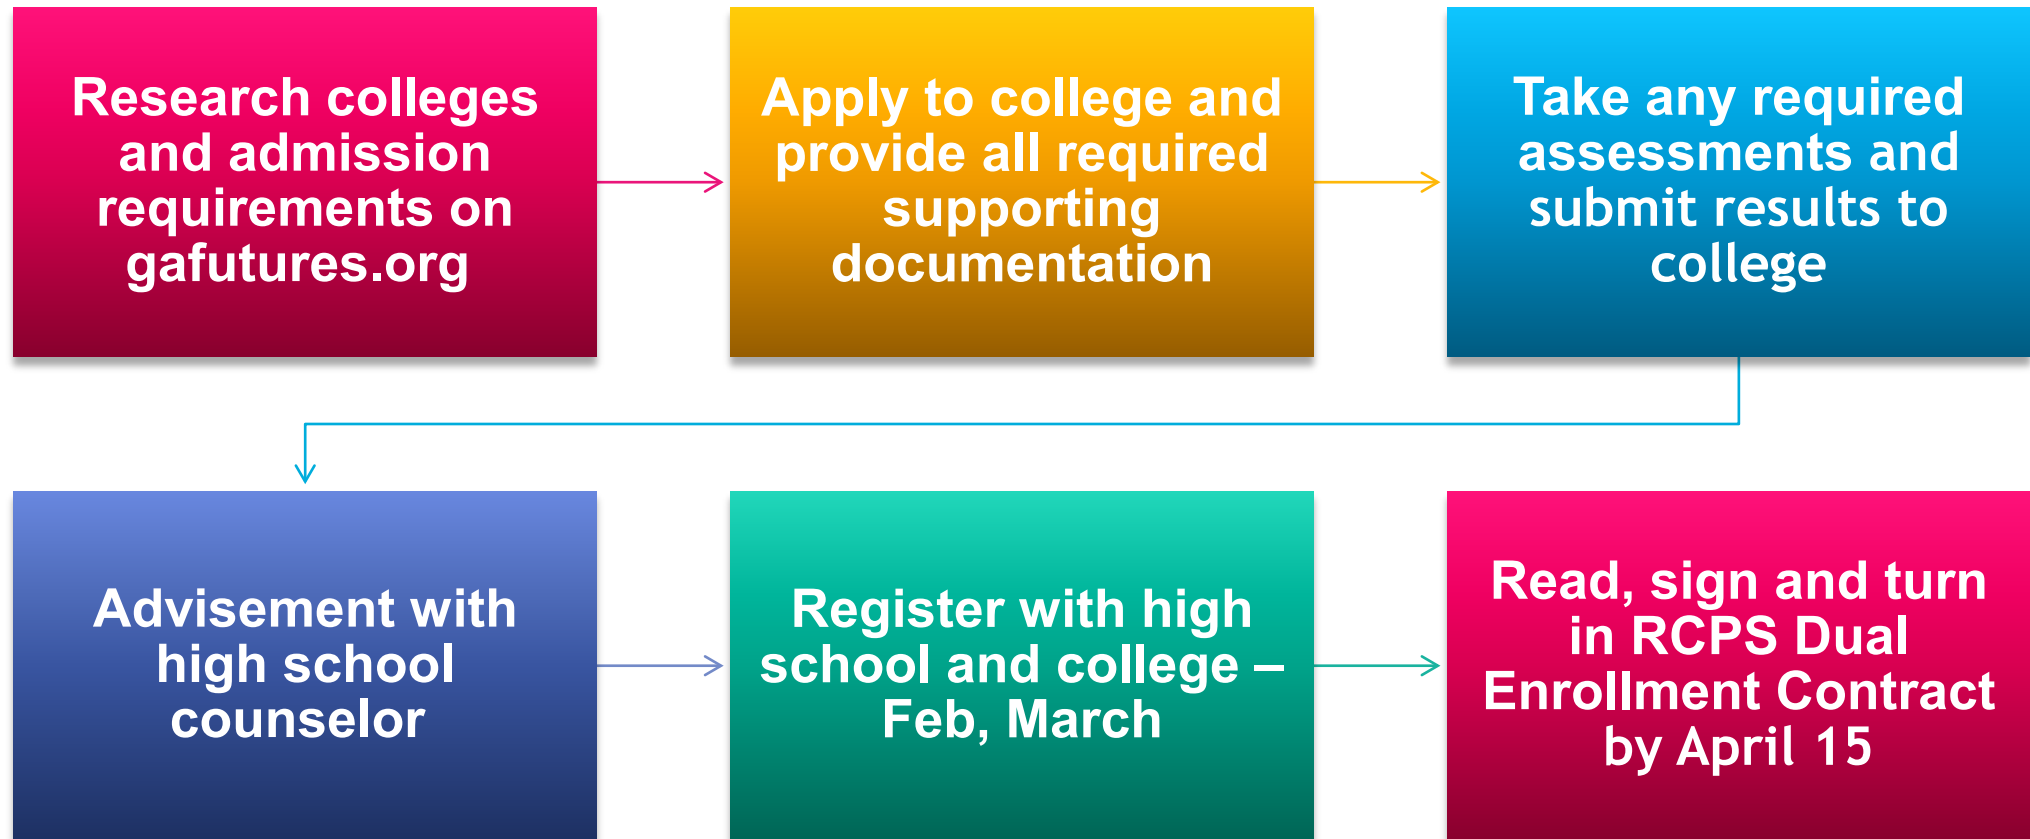 Research colleges
and admission
requirements on
gafutures.org
Apply to college and
provide all required
supporting
documentation
Take any required
assessments and
submit results to
college
Advisement with
high school
counselor
Register with high
school and college –
Feb, March
Read, sign and turn
in RCPS Dual
Enrollment Contract
by April 15